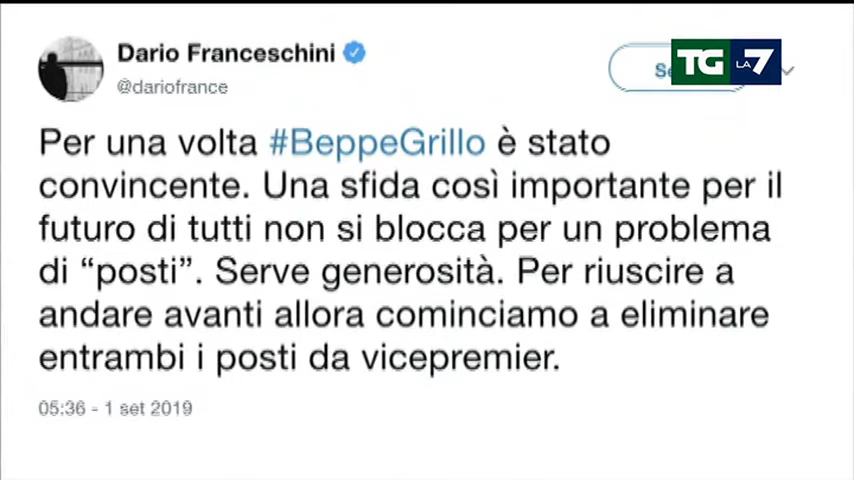 Dario Franceschini
@dariofrance
TG LA 7
Per una volta #BeppeGrillo è stato
convincente. Una sfida così importante per il
futuro di tutti non si blocca per un problema
di “posti”. Serve generosità. Per riuscire a
andare avanti allora cominciamo a eliminare
entrambi i posti da vicepremier.
05:36 - 1 set 2019